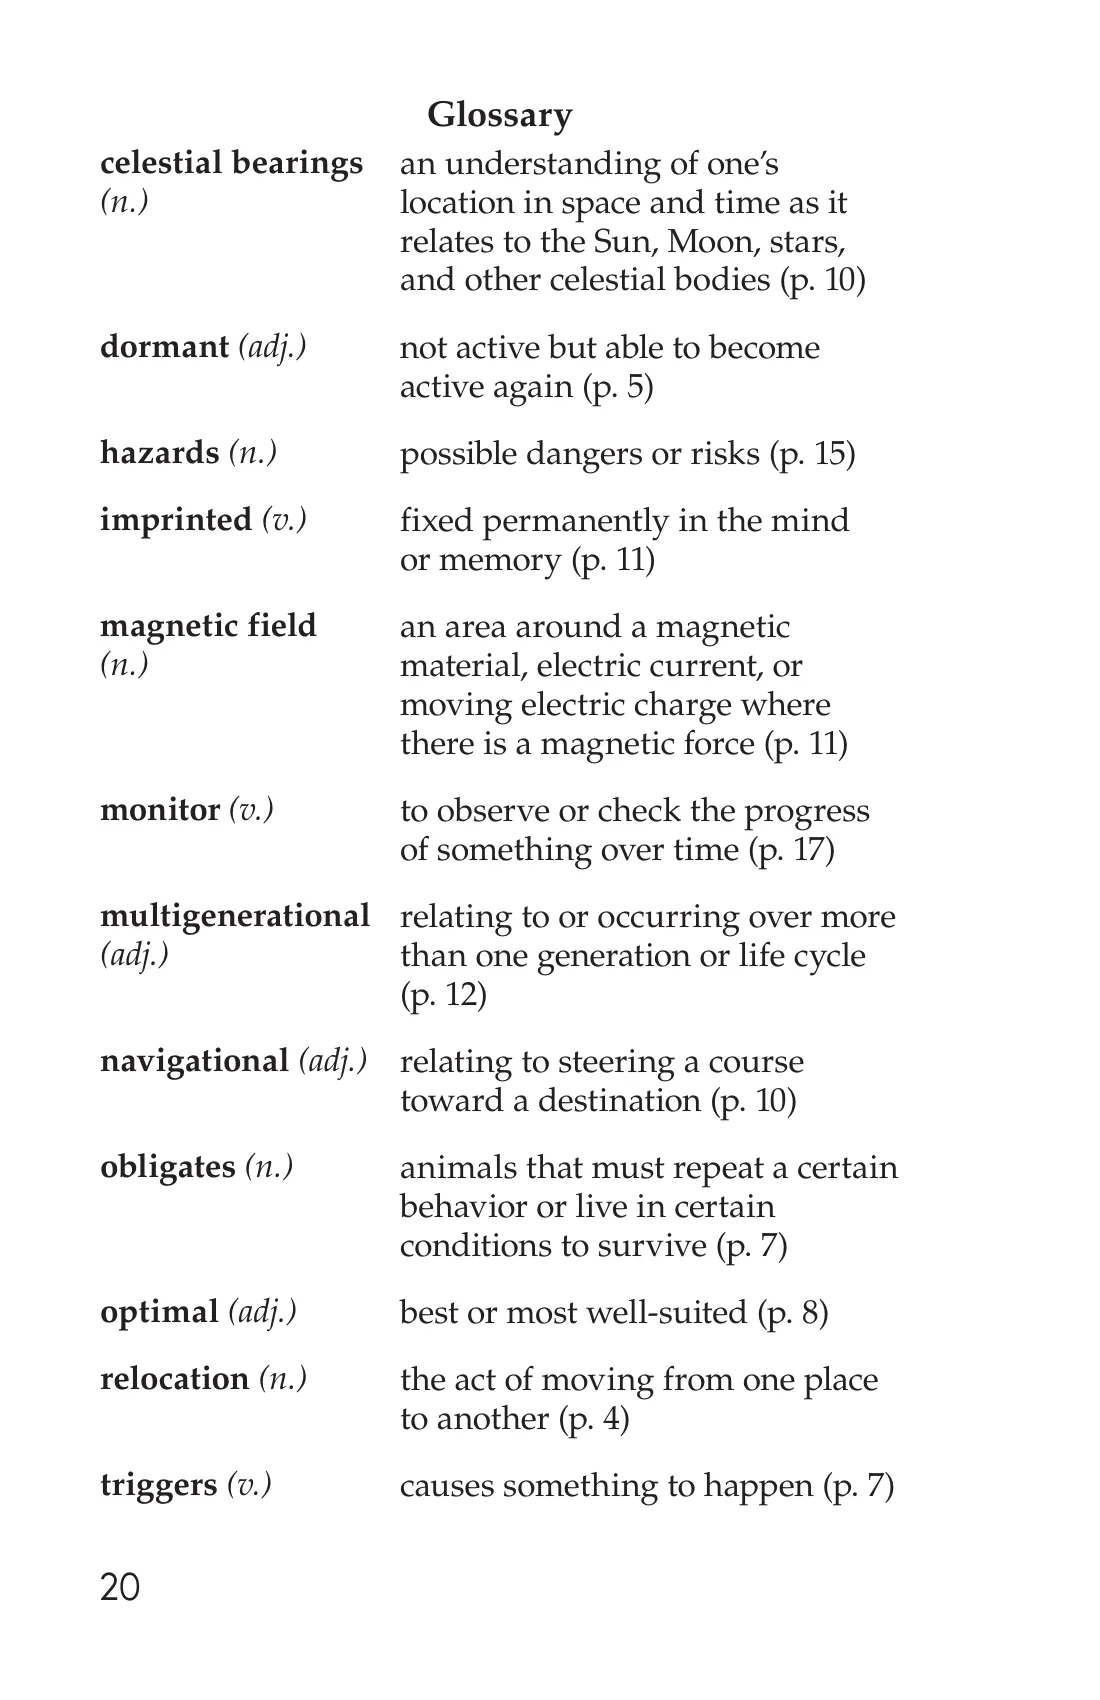 Glossary
celestial bearings an understanding of one’s
(n.) location in space and time as it
relates to the Sun, Moon, stars,
and other celestial bodies (p. 10)
dormant (adj.) not active but able to become
active again (p. 5)
hazards (n.) possible dangers or risks (p. 15)
imprinted (v.) fixed permanently in the mind
or memory (p. 11)
magnetic field an area around a magnetic
(n.) material, electric current, or
moving electric charge where
there is a magnetic force (p. 11)
monitor (v.) to observe or check the progress
of something over time (p. 17)
multigenerational relating to or occurring over more
(adj.) than one generation or life cycle
(p. 12)
navigational (adj.) relating to steering a course
toward a destination (p. 10)
obligates (n.) animals that must repeat a certain
behavior or live in certain
conditions to survive (p. 7)
optimal (adj.) best or most well-suited (p. 8)
relocation (n.) the act of moving from one place
to another (p. 4)
triggers (v.) causes something to happen (p. 7)
20